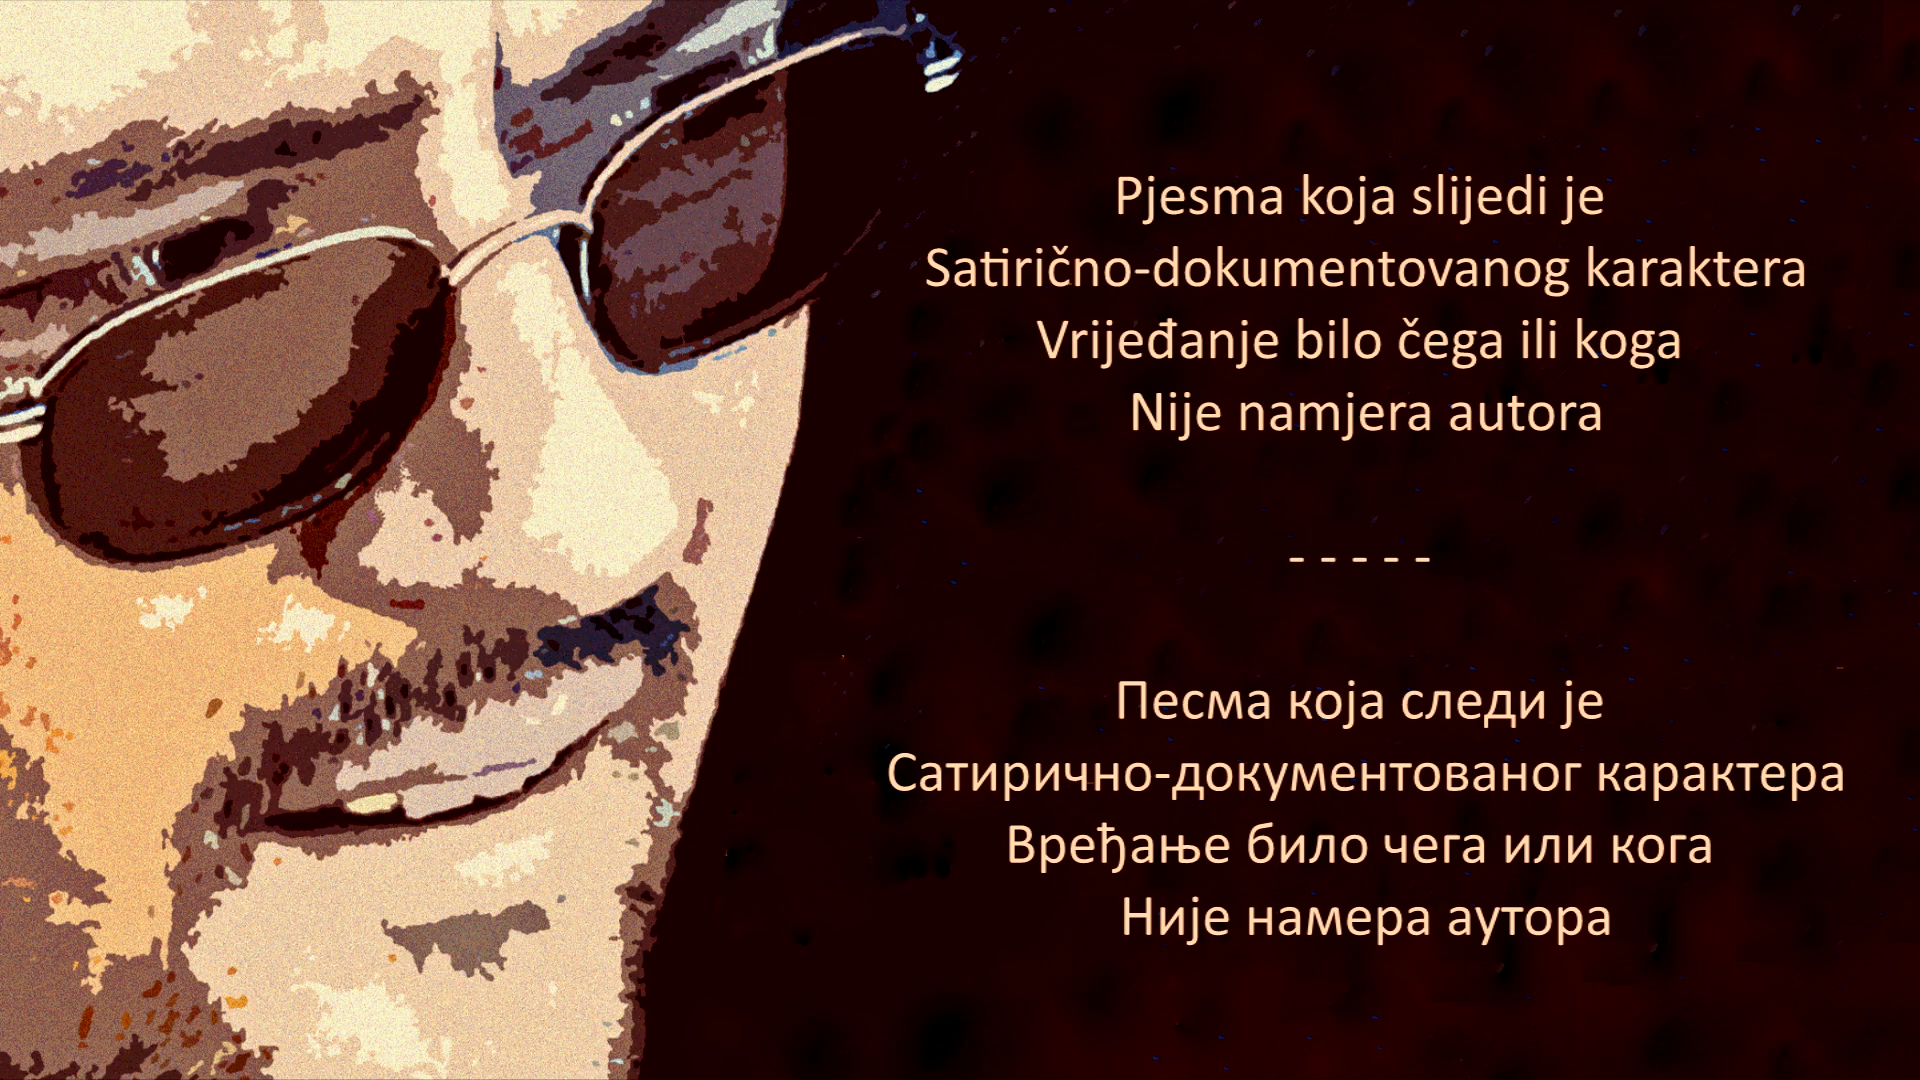 Pjesma koja slijedi je
Satirično-dokumentovanog karaktera
Vrijeđanje bilo čega ili koga
Nije namjera autora
- - - - -
Песма која следи је
Сатирично-документованог карактера
Вређање било чега или кога
Није намера аутора